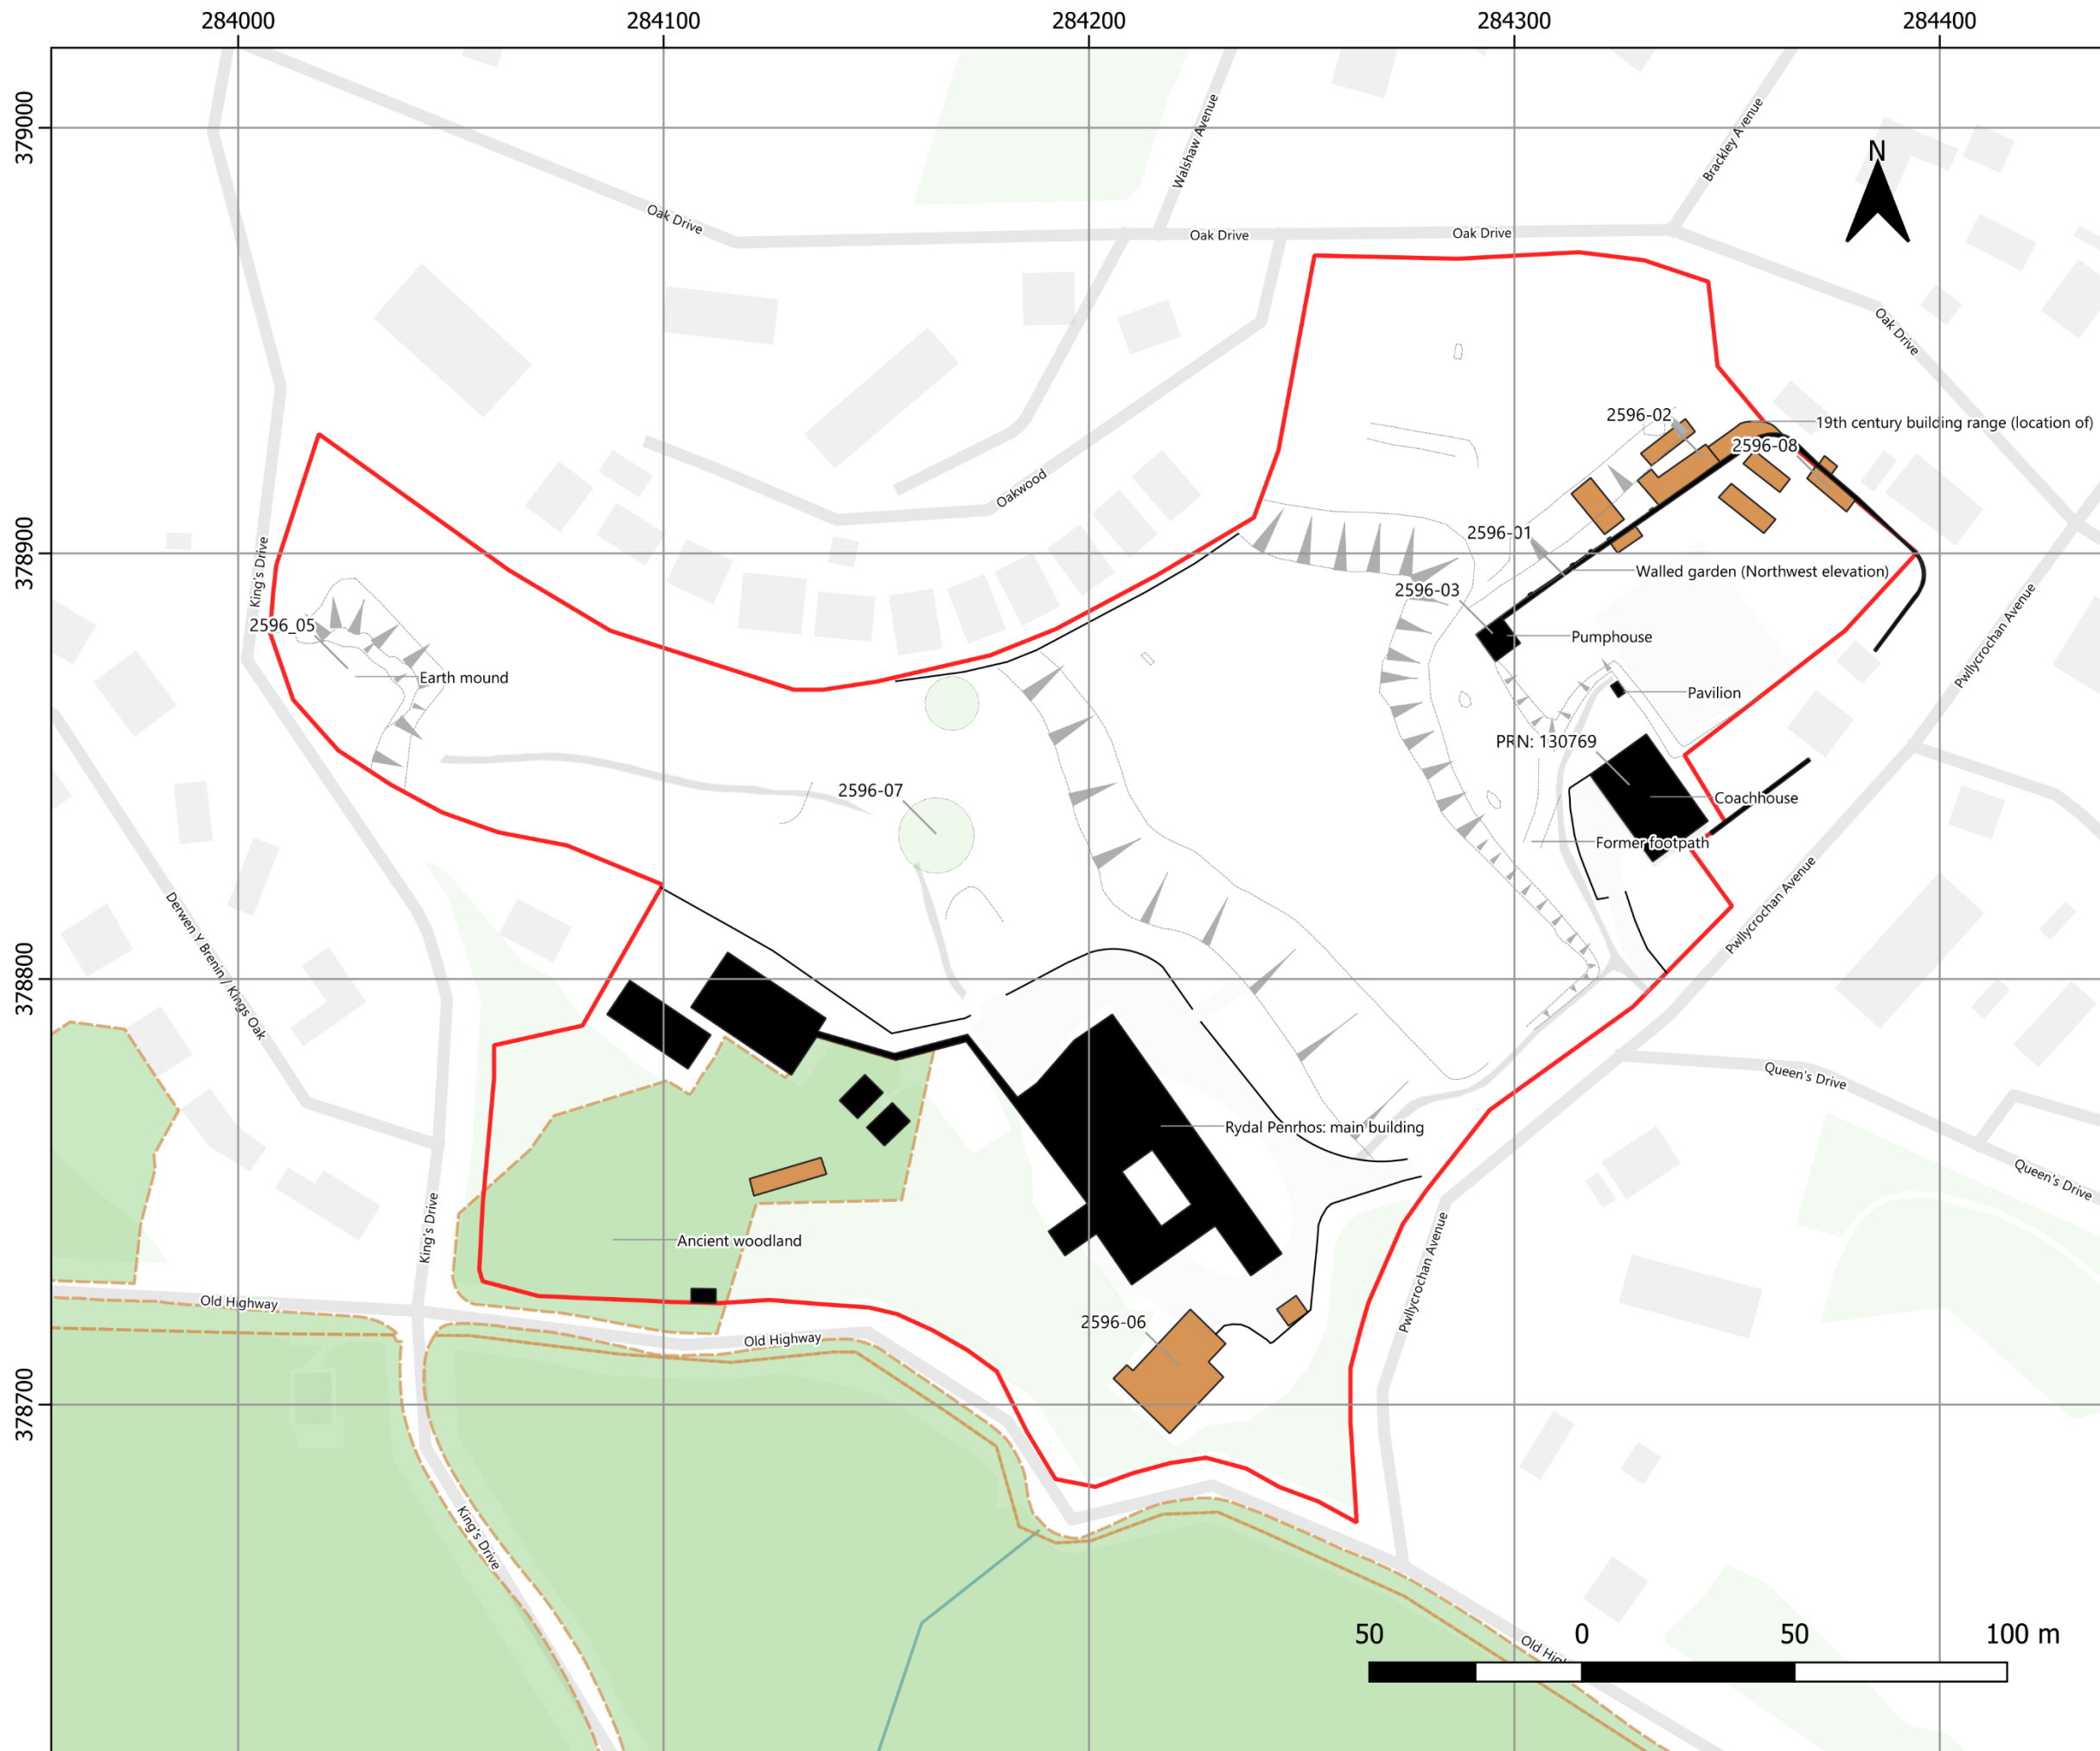 284000
284100
284200
284300
284400
379000
378900
378800
378700
N
Walshaw Avenue
Brackley Avenue
Oak Drive
Oak Drive
Oak Drive
Oak Drive
2596-02
19th century building range (location of)
2596-08
Oakwood
2596-01
King's Drive
Walled garden (Northwest elevation)
2596-03
2596_05
Pumphouse
Pwllycrochan Avenue
Earth mound
Pavilion
PRN: 130769
2596-07
Coachhouse
Former footpath
Pwllycrochan Avenue
Derwen Y Brenin / Kings Oak
Queen's Drive
Rydal Penrhos: main building
Queen's Drive
King's Drive
Ancient woodland
Pwllycrochan Avenue
Old Highway
2596-06
Old Highway
King's Drive
Old High
50
0
50
100 m